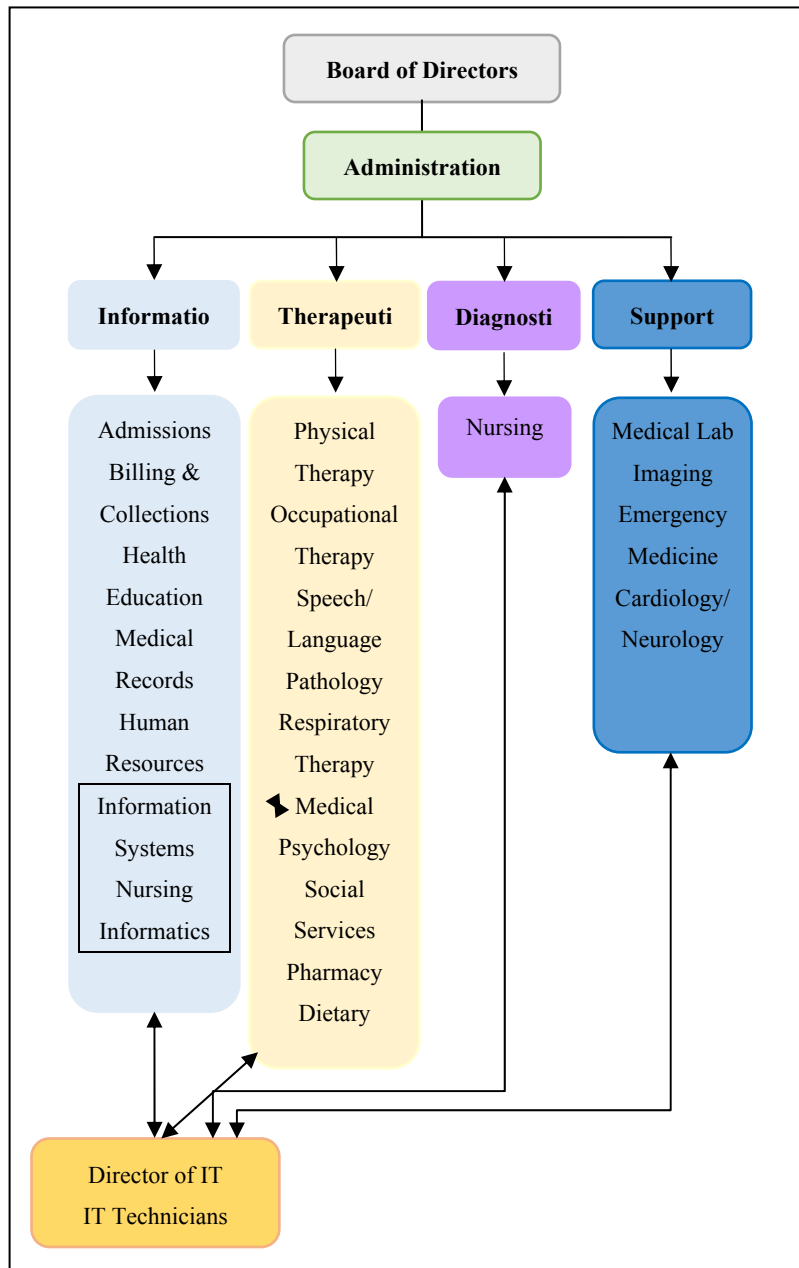 Board of Directors
Administration
Informatio
Therapeuti
Diagnosti
Support
Admissions
Billing &
Collections
Health
Education
Medical
Records
Human
Resources
Information
Systems
Nursing
Informatics
Physical
Therapy
Occupational
Therapy
Speech/
Language
Pathology
Respiratory
Therapy
Medical
Psychology
Social
Services
Pharmacy
Dietary
Nursing
Medical Lab
Imaging
Emergency
Medicine
Cardiology/
Neurology
Director of IT
IT Technicians